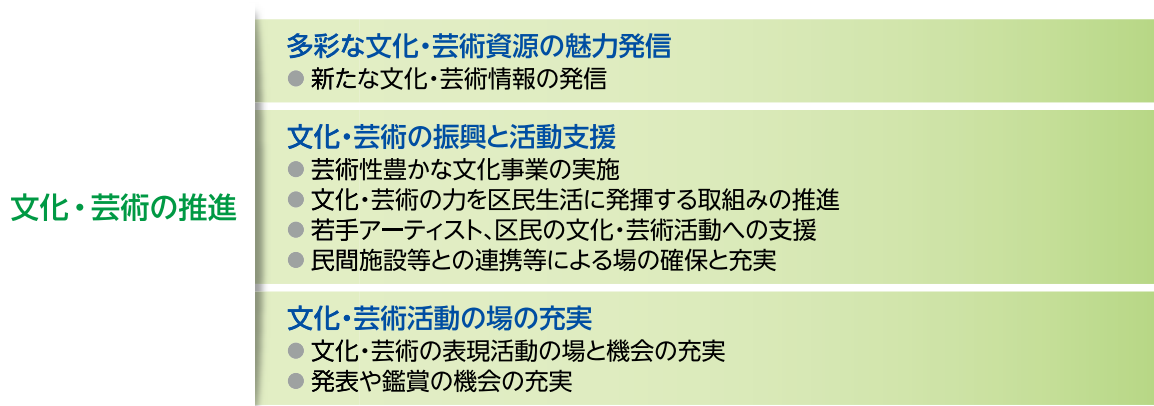 文化・芸術の推進
多彩な文化・芸術資源の魅力発信
● 新たな文化・芸術情報の発信
文化・芸術の振興と活動支援
● 芸術性豊かな文化事業の実施
● 文化・芸術の力を区民生活に発揮する取組みの推進
● 若手アーティスト、区民の文化・芸術活動への支援
● 民間施設等との連携等による場の確保と充実
文化・芸術活動の場の充実
● 文化・芸術の表現活動の場と機会の充実
● 発表や鑑賞の機会の充実